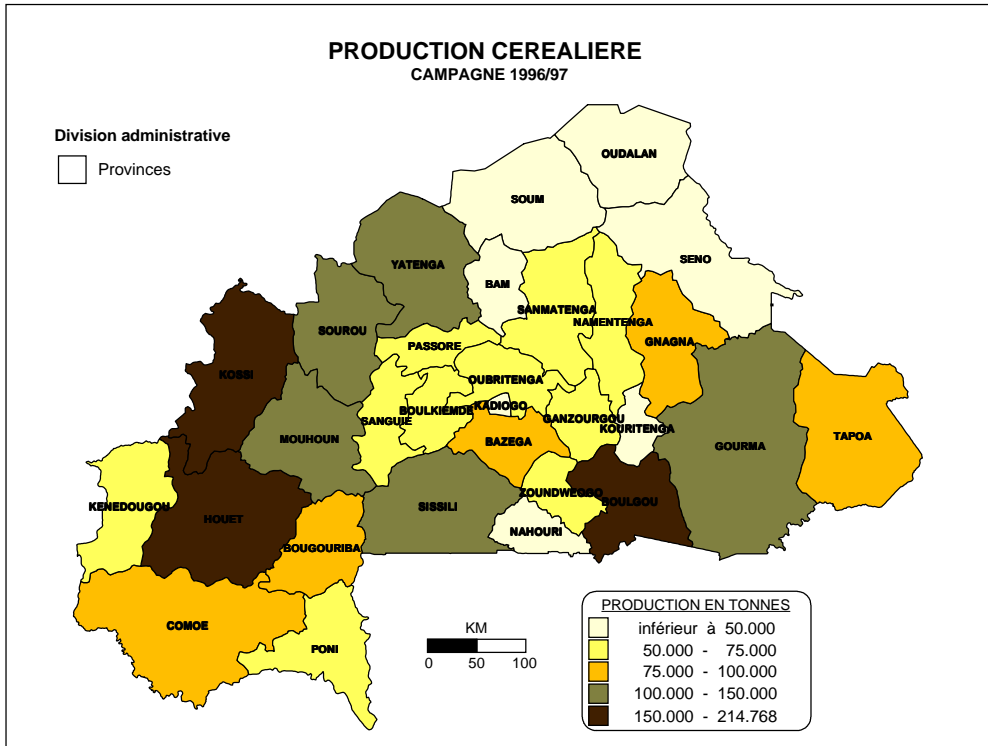 PRODUCTION CEREALIERE
CAMPAGNE 1996/97
Division administrative
Provinces
OUDALAN
SOUM
SENO
YATENGA
BAM
SANMATENGA
NAMENTENGA
SOUROU
GNAGNA
PASSORE
KOSSI
OUBRITENGA
BOULKIEMDE
KADIOGO
SANGUIE
GANZOURGOU
KOURITENGA
MOUHOUN
BAZEGA
GOURMA
TAPOA
ZOUNDWEOGO
BOULGOU
KENEDOUGOU
SISSILI
HOUET
NAHOURI
BOUGOURIBA
COMOE
PONI
KM
0 50 100
PRODUCTION EN TONNES
inférieur à 50.000
50.000 - 75.000
75.000 - 100.000
100.000 - 150.000
150.000 - 214.768